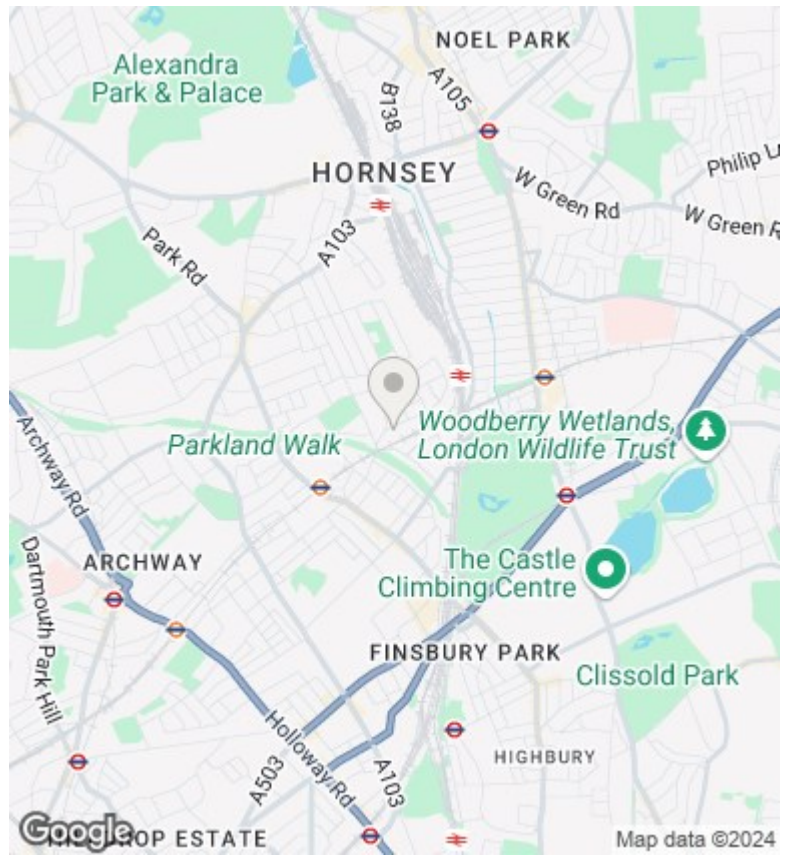 NOEL PARK
Alexandra
Park & Palace
A105
B138
HORNSEY
Philip L
W Green Rd
W Green R
A103
Park Rd
Woodberry Wetlands,
London Wildlife Trust
Parkland Walk
Archway Rd
The Castle
Climbing Centre
ARCHWAY
Dartmouth Park Hill
FINSBURY PARK
Clissold Park
Holloway Rd
HIGHBURY
A503
A103
Google
DROP ESTATE
Map data ©2024